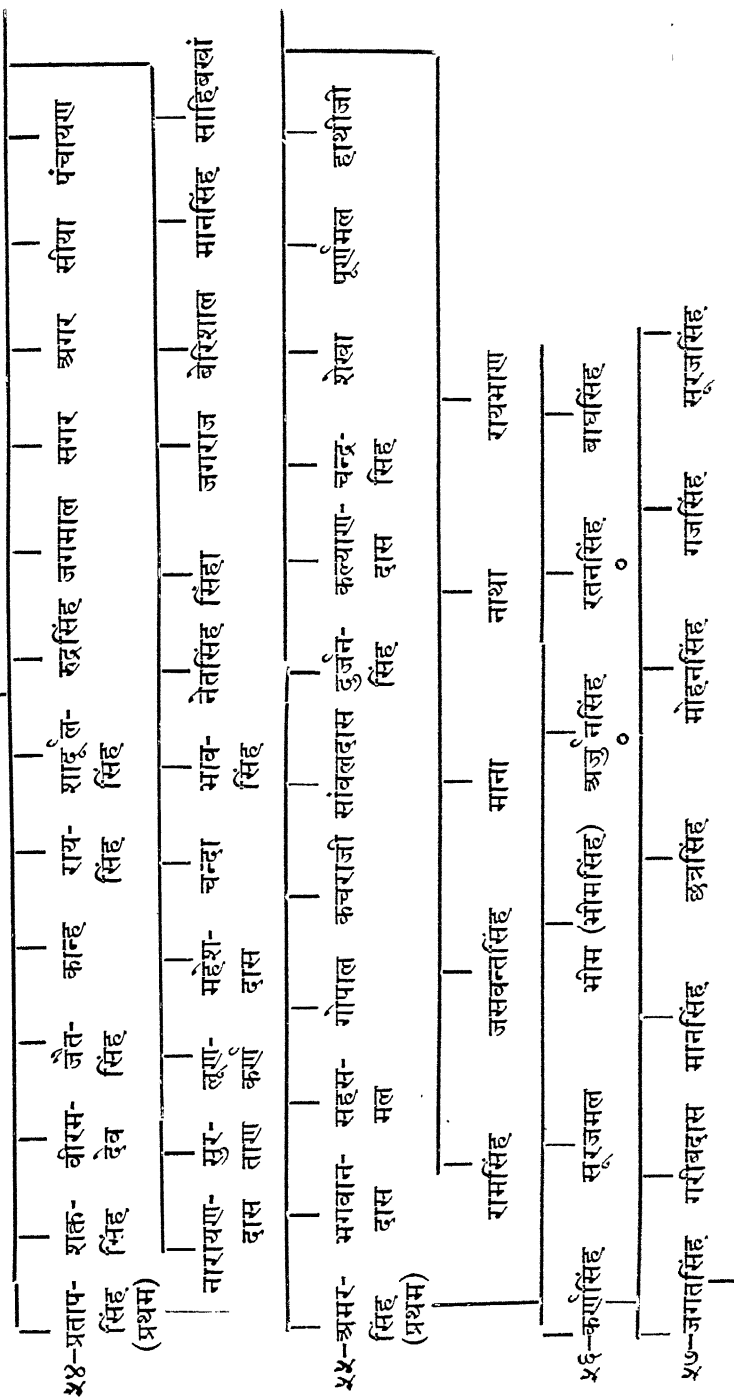 ५४–प्रताप- शक्त- वीरम- जैत- कान्ह राय- शार्दूल- रुद्रसिंह जगमाल सगर अगर सीया पंचायण
सिंह सिंह देव सिंह सिंह सिंह
(प्रथम)
नारायण- सुर- लूण- महेश- चन्दा भाव- नेतसिंह सिंहा जगराज बेरिशाल मानसिंह साहिबखां
दास ताण कर्ण दास सिंह
५५–अमर- भगवान- सहस- गोपाल कचराजी सांवलदास दुर्जन- कल्याण- चन्द्र- शेखा पूर्णमल हाथीजी
सिंह दास मल सिंह दास सिंह
(प्रथम)
रामसिंह जसवन्तसिंह माना नाथा रायभाण
५६–कर्णसिंह सूरजमल भीम (भीमसिंह) अर्जुनसिंह रतनसिंह बाघसिंह
५७–जगतसिंह गरीबदास मानसिंह छत्रसिंह मोहनसिंह गजसिंह सूरजसिंह